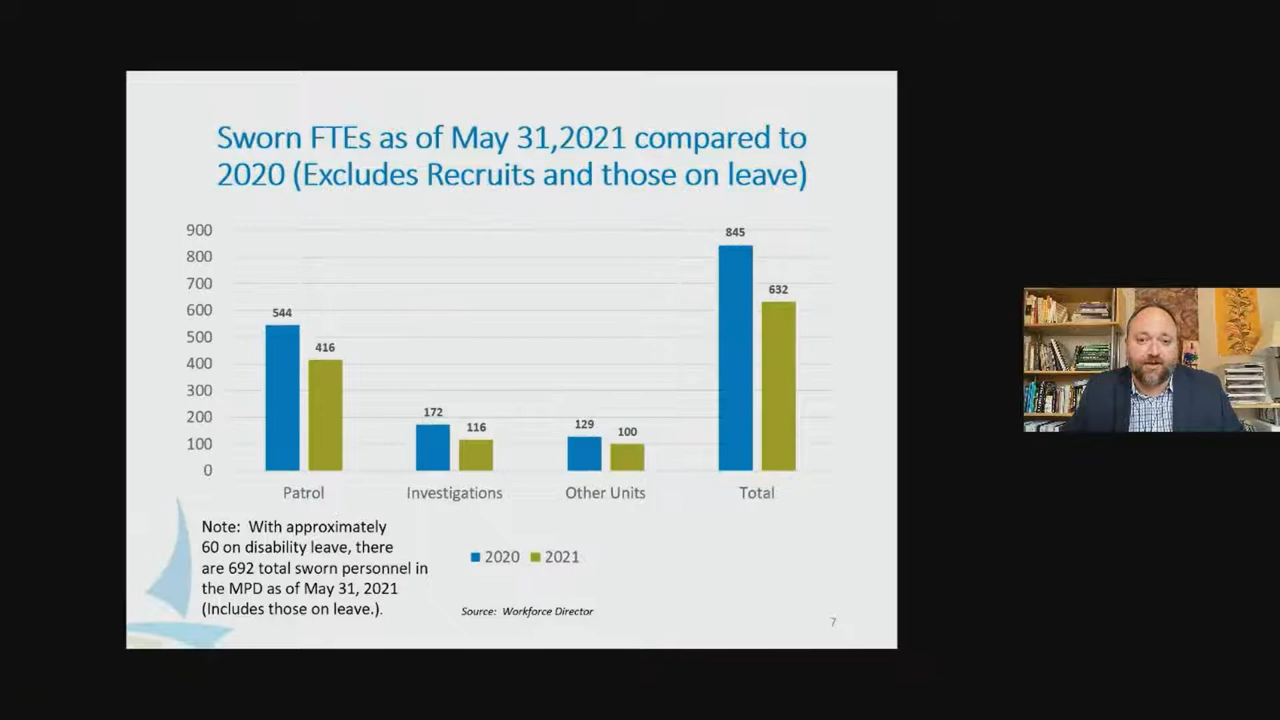 Sworn FTEs as of May 31,2021 compared to
2020 (Excludes Recruits and those on leave)
900
800
700
600
500
400
300
200
100
0
544
416
172
116
129
100
845
632
Patrol
Investigations
Other Units
Total
Note: With approximately
60 on disability leave, there
are 692 total sworn personnel in
the MPD as of May 31, 2021
(Includes those on leave.).
2020
2021
Source: Workforce Director
7